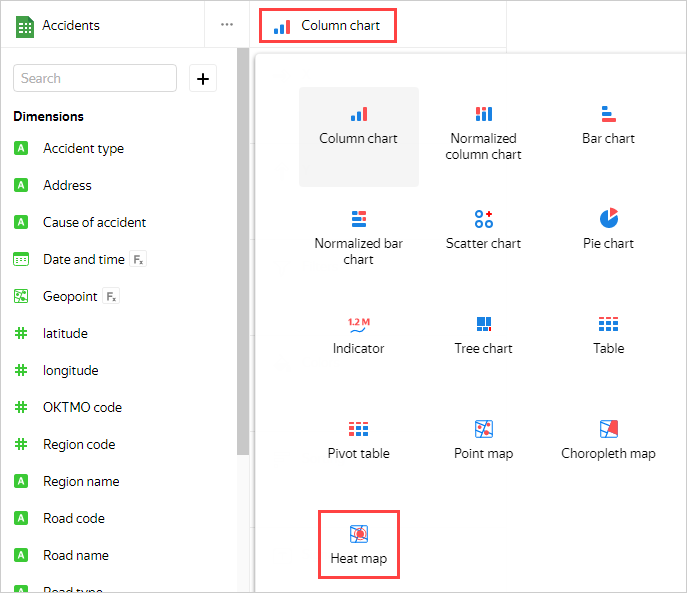 Accidents
Search
Dimensions
Accident type
Address
Cause of accident
Date and time Fx
Geopoint Fx
latitude
longitude
OKTMO code
Region code
Region name
Road code
Road name
Road type
Column chart
Column chart
Normalized
column chart
Bar chart
Normalized bar
chart
Scatter chart
Pie chart
1.2 M
Indicator
Tree chart
Table
Pivot table
Point map
Choropleth map
Heat map